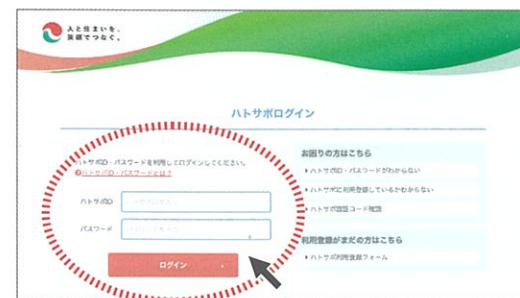 人と住まいを、
笑顔でつなぐ。
ハトサポログイン
ハトサポID・パスワードを利用してログインしてください。
ハトサポID・パスワードとは？
ハトサポID
パスワード
ログイン
お困りの方はこちら
ハトサポID・パスワードがわからない
ハトサポに利用登録しているかわからない
ハトサポ認証コード確認
利用登録がまだの方はこちら
ハトサポ利用登録フォーム